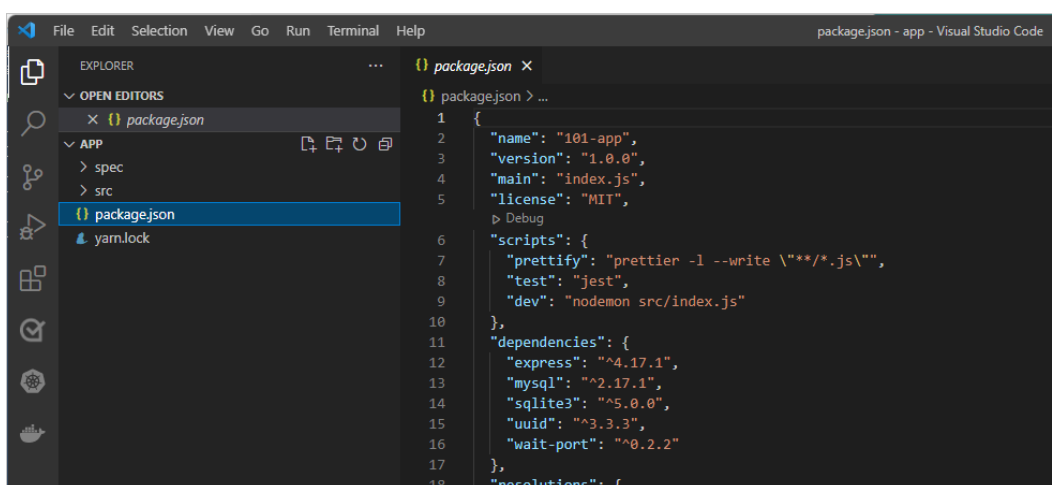 File Edit Selection View Go Run Terminal Help
package.json - app - Visual Studio Code
EXPLORER
OPEN EDITORS
{} package.json
APP
spec
src
{} package.json
yarn.lock
{} package.json
{} package.json > ...
1 {
2 "name": "101-app",
3 "version": "1.0.0",
4 "main": "index.js",
5 "license": "MIT",
Debug
6 "scripts": {
7 "prettify": "prettier -l --write \"**/*.js\"",
8 "test": "jest",
9 "dev": "nodemon src/index.js"
10 },
11 "dependencies": {
12 "express": "^4.17.1",
13 "mysql": "^2.17.1",
14 "sqlite3": "^5.0.0",
15 "uuid": "^3.3.3",
16 "wait-port": "^0.2.2"
17 },
18 "resolutions": {